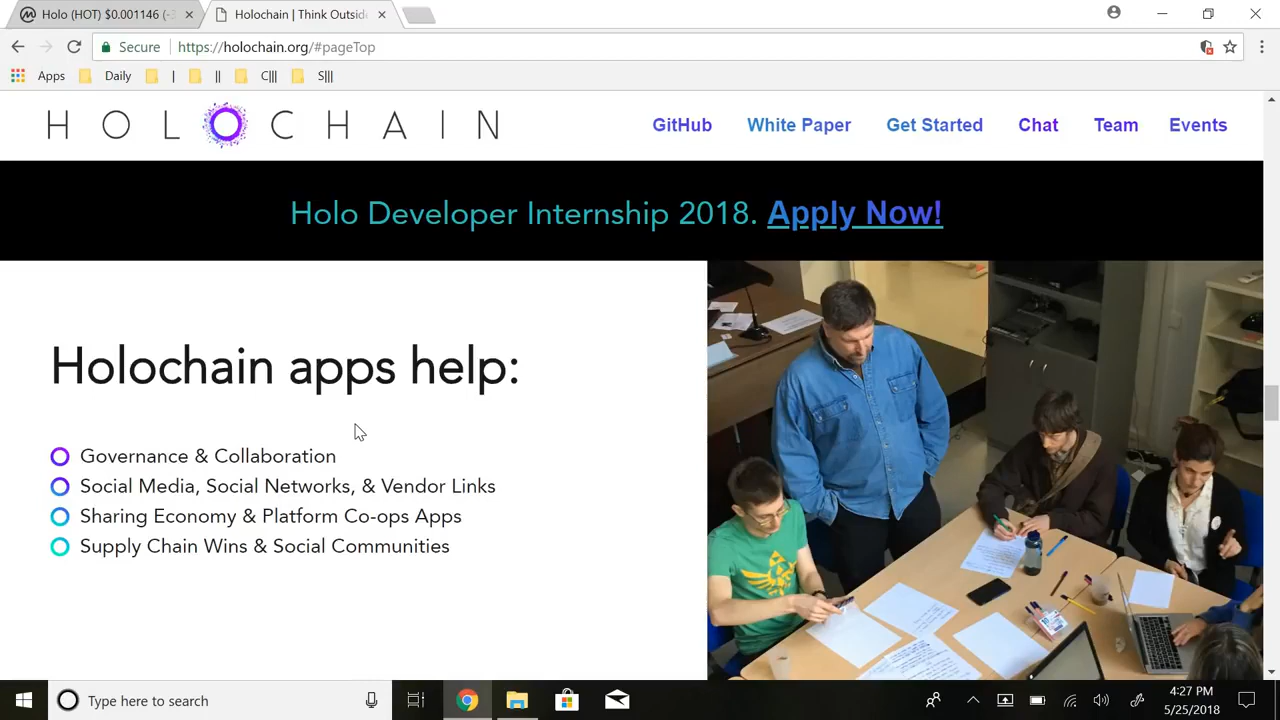 Holo (HOT) $0.001146 (-3
Holochain | Think Outside
Secure
https://holochain.org/#pageTop
Apps
Daily
|
||
C|||
S|||
HOLOCHAIN
GitHub
White Paper
Get Started
Chat
Team
Events
Holo Developer Internship 2018. Apply Now!
Holochain apps help:
Governance & Collaboration
Social Media, Social Networks, & Vendor Links
Sharing Economy & Platform Co-ops Apps
Supply Chain Wins & Social Communities
Type here to search
4:27 PM
5/25/2018